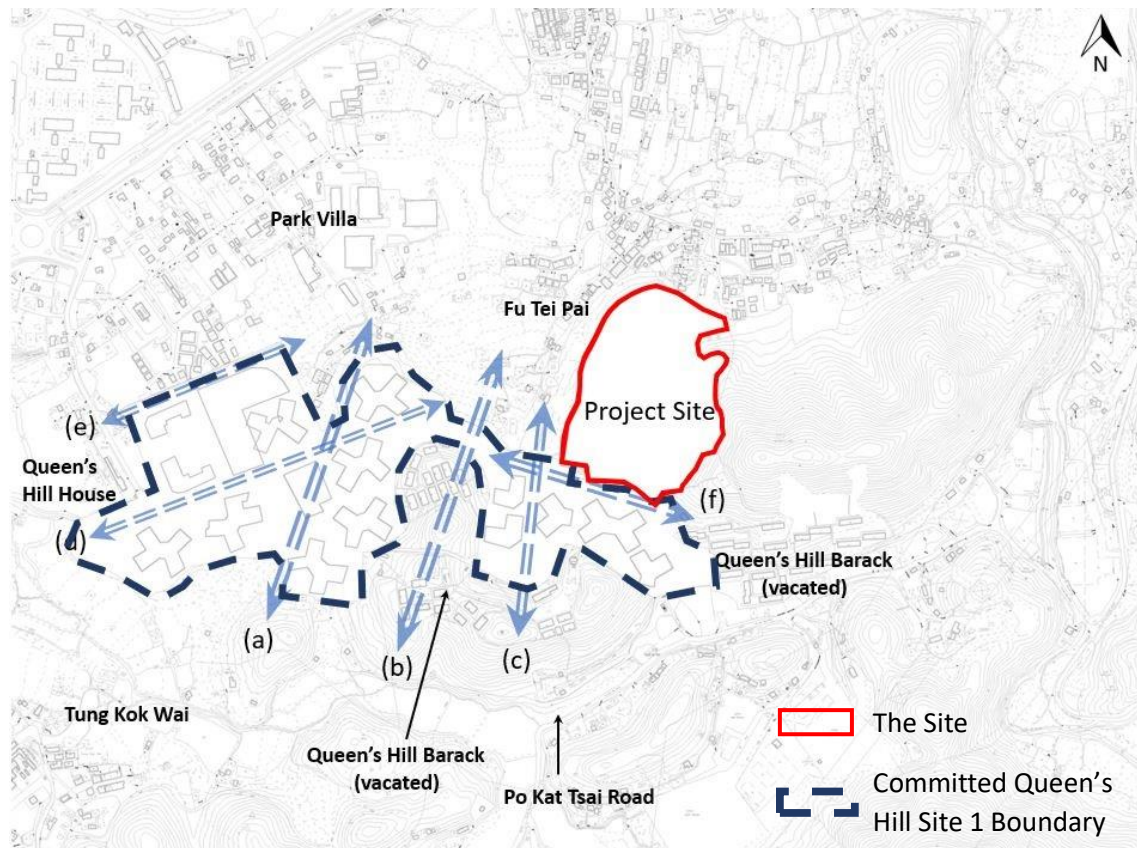 N
Park Villa
Fu Tei Pai
Project Site
(e)
Queen's
Hill House
(d)
(f)
Queen's Hill Barack
(vacated)
(a)
(b)
(c)
Tung Kok Wai
Queen's Hill Barack
(vacated)
Po Kat Tsai Road
The Site
Committed Queen's
Hill Site 1 Boundary